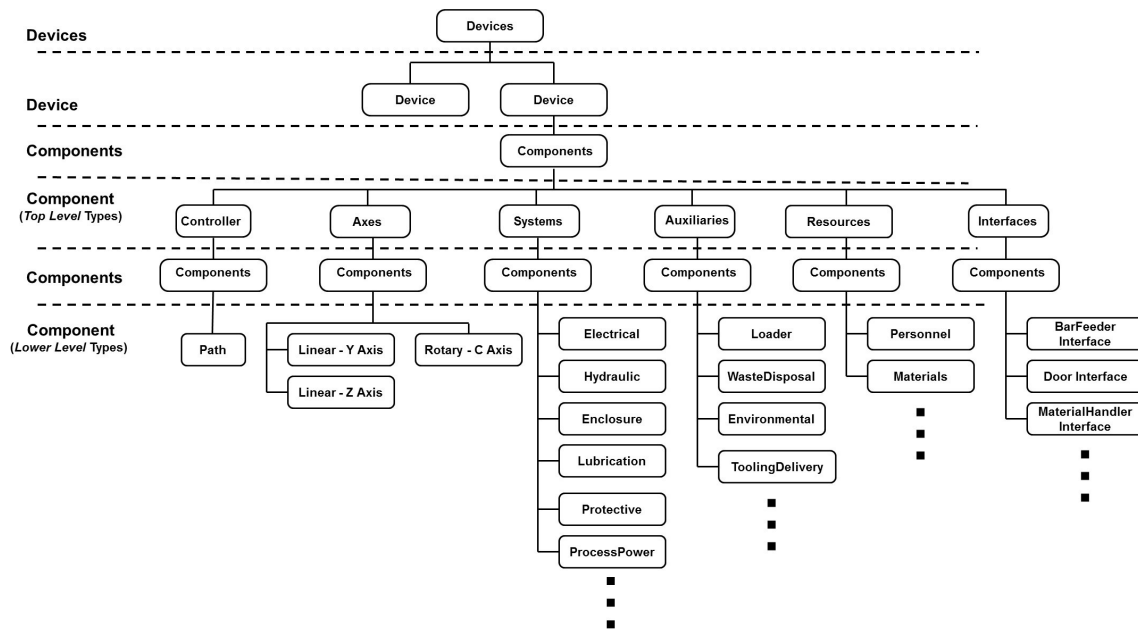 Devices
Devices
Device
Device
Device
Components
Components
Component
(Top Level Types)
Controller
Axes
Systems
Auxiliaries
Resources
Interfaces
Components
Components
Components
Components
Components
Components
Components
Component
(Lower Level Types)
Path
Linear - Y Axis
Linear - Z Axis
Rotary - C Axis
Electrical
Hydraulic
Enclosure
Lubrication
Protective
ProcessPower
Loader
WasteDisposal
Environmental
ToolingDelivery
Personnel
Materials
BarFeeder
Interface
Door Interface
MaterialHandler
Interface